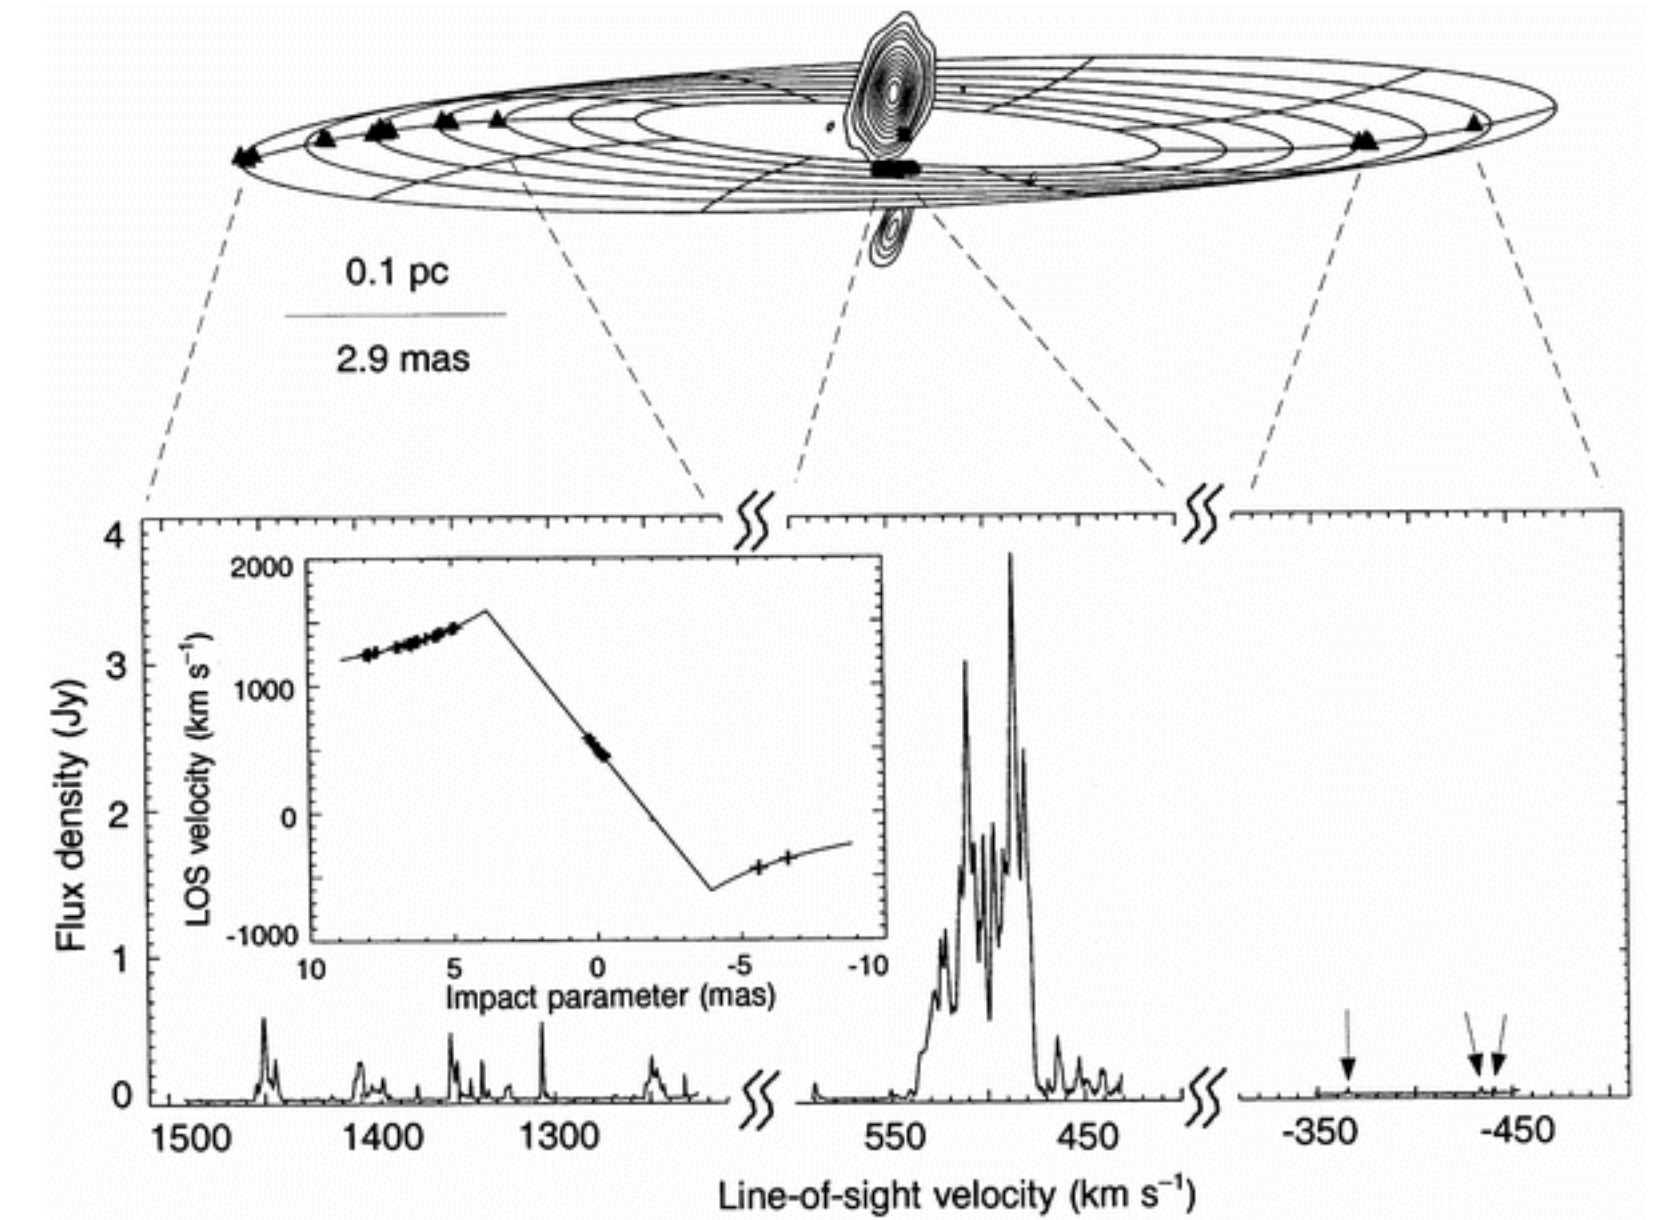 0.1 pc
2.9 mas
4
3
2
1
0
Flux density (Jy)
2000
1000
0
-1000
LOS velocity (km s⁻¹)
10 5 0 -5 -10
Impact parameter (mas)
1500 1400 1300 550 450 -350 -450
Line-of-sight velocity (km s⁻¹)